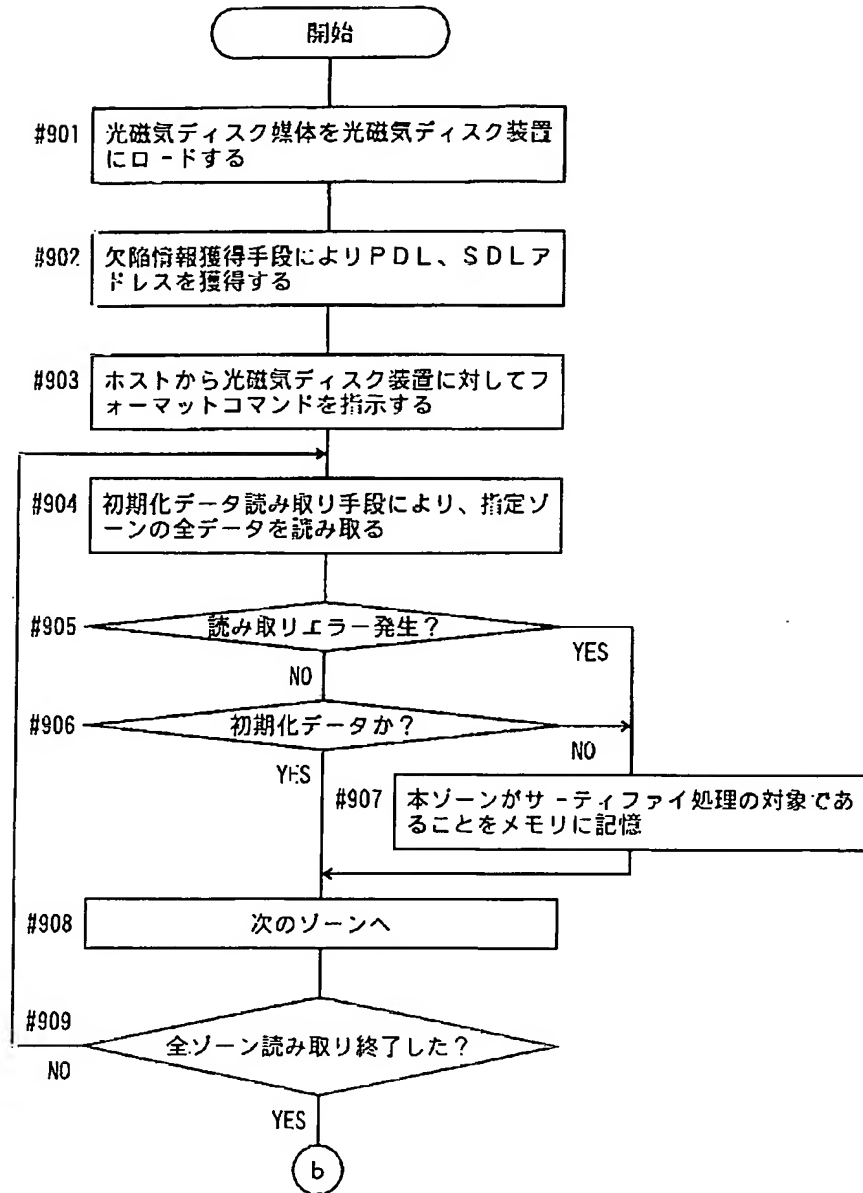 開始
#901
光磁気ディスク媒体を光磁気ディスク装置
にロードする
#902
欠陥情報獲得手段によりＰＤＬ、ＳＤＬア
ドレスを獲得する
#903
ホストから光磁気ディスク装置に対してフ
ォーマットコマンドを指示する
#904
初期化データ読み取り手段により、指定ゾ
ーンの全データを読み取る
#905
読み取りエラー発生？
YES
NO
#906
初期化データか？
NO
YES
#907
本ゾーンがサーティファイ処理の対象であ
ることをメモリに記憶
#908
次のゾーンへ
#909
全ゾーン読み取り終了した？
NO
YES
b